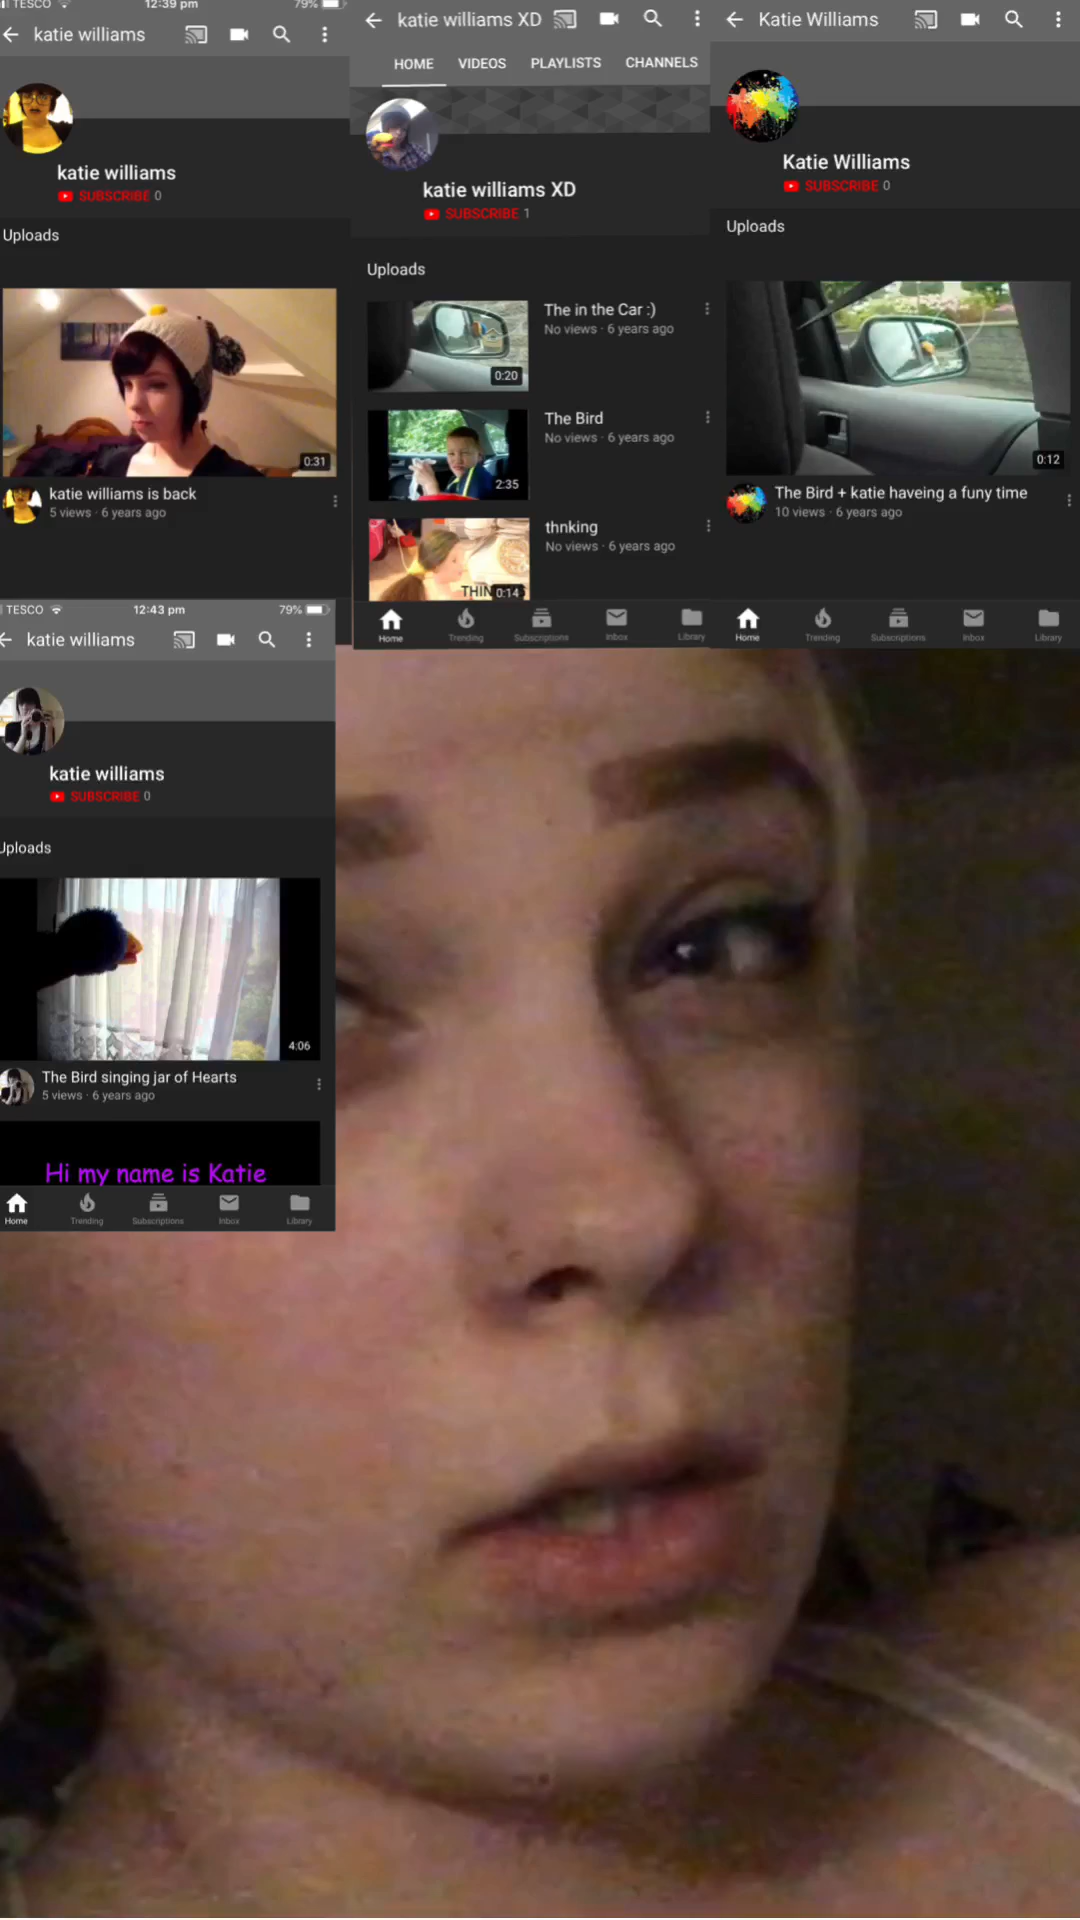 TESCO 12:39 pm 79%
katie williams
katie williams
SUBSCRIBE 0
Uploads
0:31
katie williams is back
5 views · 6 years ago
katie williams XD
HOME VIDEOS PLAYLISTS CHANNELS
katie williams XD
SUBSCRIBE 1
Uploads
The in the Car :)
No views · 6 years ago
0:20
The Bird
No views · 6 years ago
2:35
thnking
No views · 6 years ago
0:14
Home Trending Subscriptions Inbox Library
Katie Williams
Katie Williams
SUBSCRIBE 0
Uploads
0:12
The Bird + katie haveing a funy time
10 views · 6 years ago
Home Trending Subscriptions Inbox Library
TESCO 12:43 pm 79%
katie williams
katie williams
SUBSCRIBE 0
Uploads
4:06
The Bird singing jar of Hearts
5 views · 6 years ago
Hi my name is Katie
Home Trending Subscriptions Inbox Library